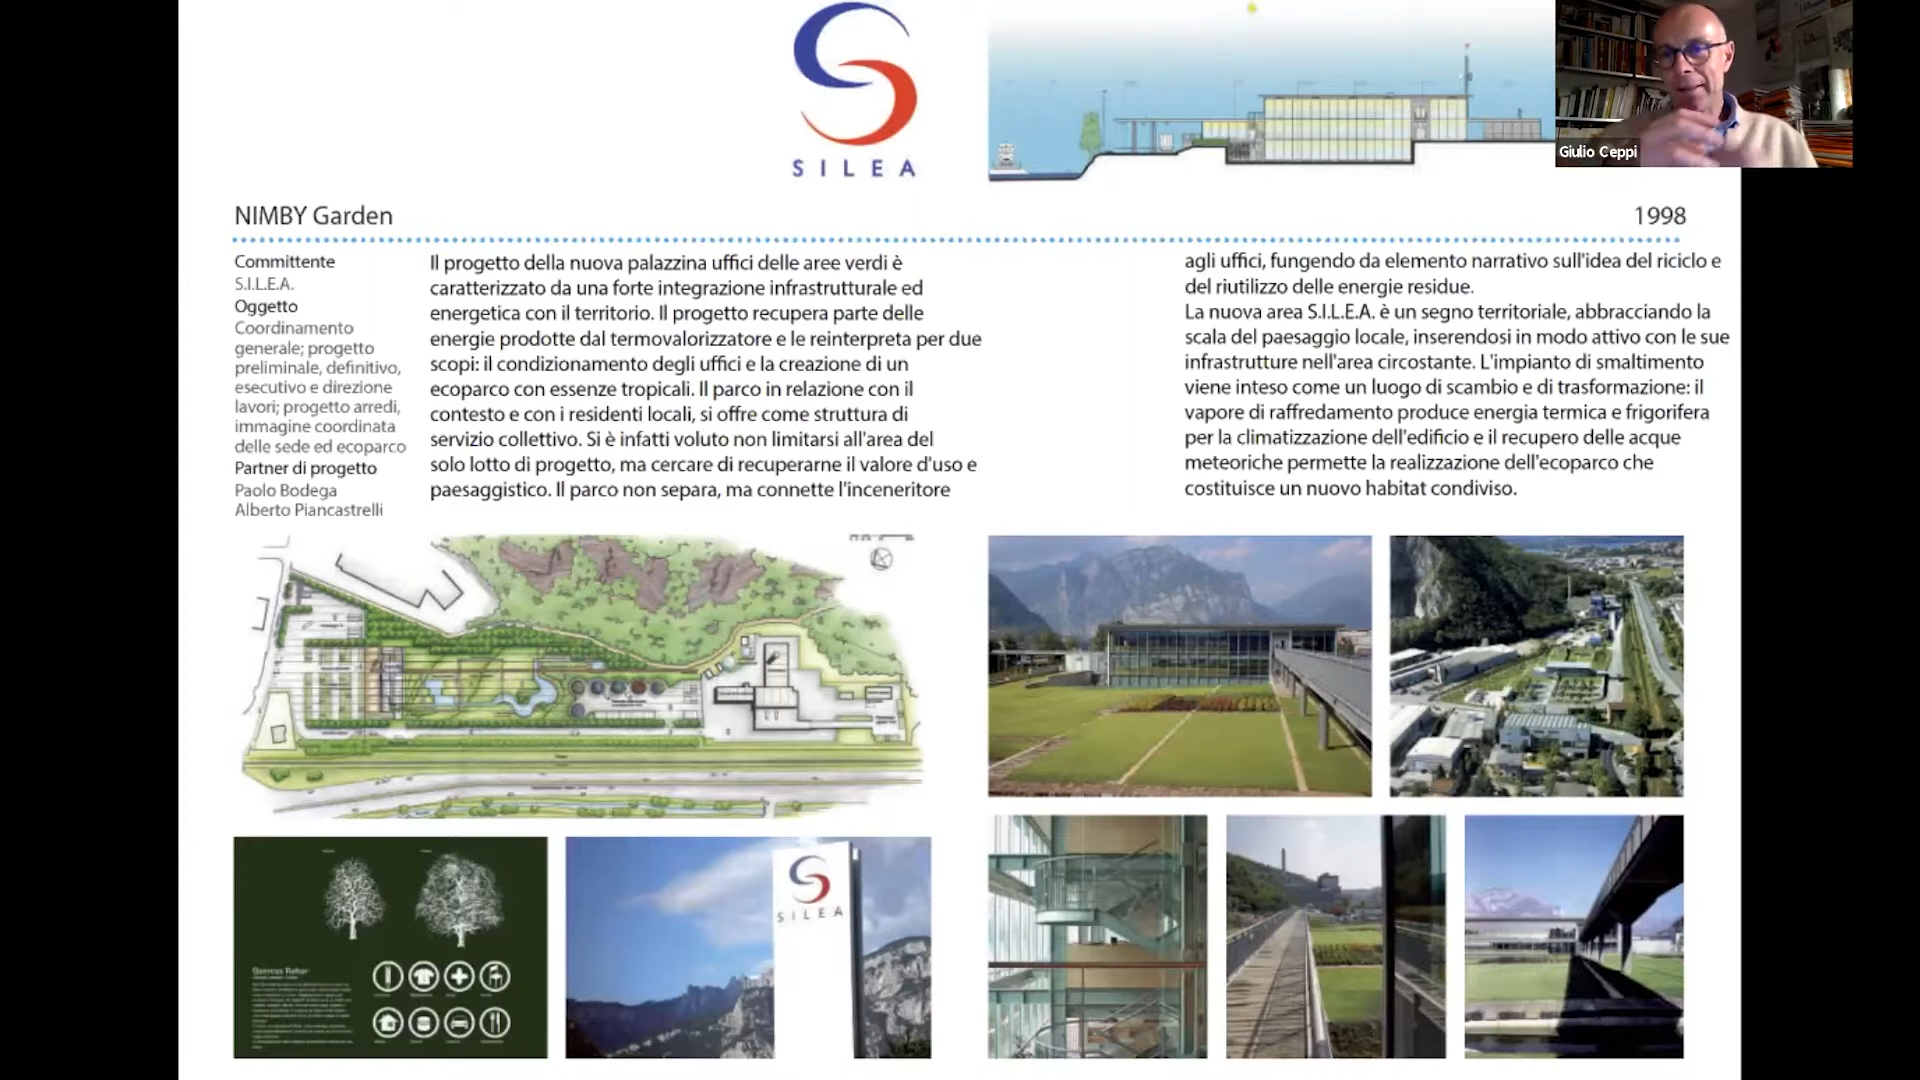 SILEA
Giulio Ceppi
NIMBY Garden
1998
Committente
S.I.L.E.A.
Oggetto
Coordinamento
generale; progetto
preliminale, definitivo,
esecutivo e direzione
lavori; progetto arredi,
immagine coordinata
delle sede ed ecoparco
Partner di progetto
Paolo Bodega
Alberto Piancastrelli
Il progetto della nuova palazzina uffici delle aree verdi è
caratterizzato da una forte integrazione infrastrutturale ed
energetica con il territorio. Il progetto recupera parte delle
energie prodotte dal termovalorizzatore e le reinterpreta per due
scopi: il condizionamento degli uffici e la creazione di un
ecoparco con essenze tropicali. Il parco in relazione con il
contesto e con i residenti locali, si offre come struttura di
servizio collettivo. Si è infatti voluto non limitarsi all'area del
solo lotto di progetto, ma cercare di recuperarne il valore d'uso e
paesaggistico. Il parco non separa, ma connette l'inceneritore
agli uffici, fungendo da elemento narrativo sull'idea del riciclo e
del riutilizzo delle energie residue.
La nuova area S.I.L.E.A. è un segno territoriale, abbracciando la
scala del paesaggio locale, inserendosi in modo attivo con le sue
infrastrutture nell'area circostante. L'impianto di smaltimento
viene inteso come un luogo di scambio e di trasformazione: il
vapore di raffredamento produce energia termica e frigorifera
per la climatizzazione dell'edificio e il recupero delle acque
meteoriche permette la realizzazione dell'ecoparco che
costituisce un nuovo habitat condiviso.
SILEA